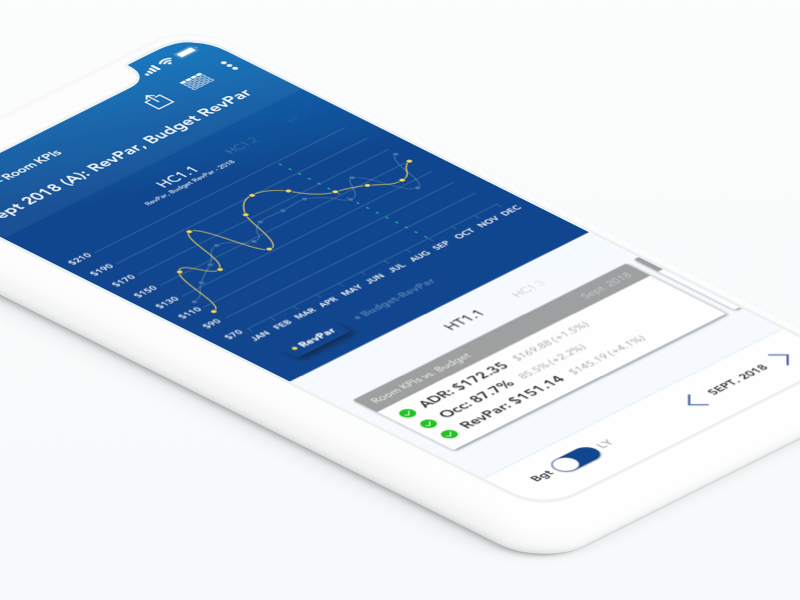 Room KPIs
Sept 2018 (A): RevPar, Budget RevPar
HC1.1
HC1.2
RevPar, Budget RevPar - 2018
$210
$190
$170
$150
$130
$110
$90
$70
JAN FEB MAR APR MAY JUN JUL AUG SEP OCT NOV DEC
RevPar
Budget-RevPar
HT1.1
HT1.3
Room KPIs vs. Budget
Sept. 2018
ADR: $172.35 $169.88 (+1.5%)
Occ: 87.7% 85.5% (+2.2%)
RevPar: $151.14 $145.19 (+4.1%)
Bgt
LY
SEPT. 2018